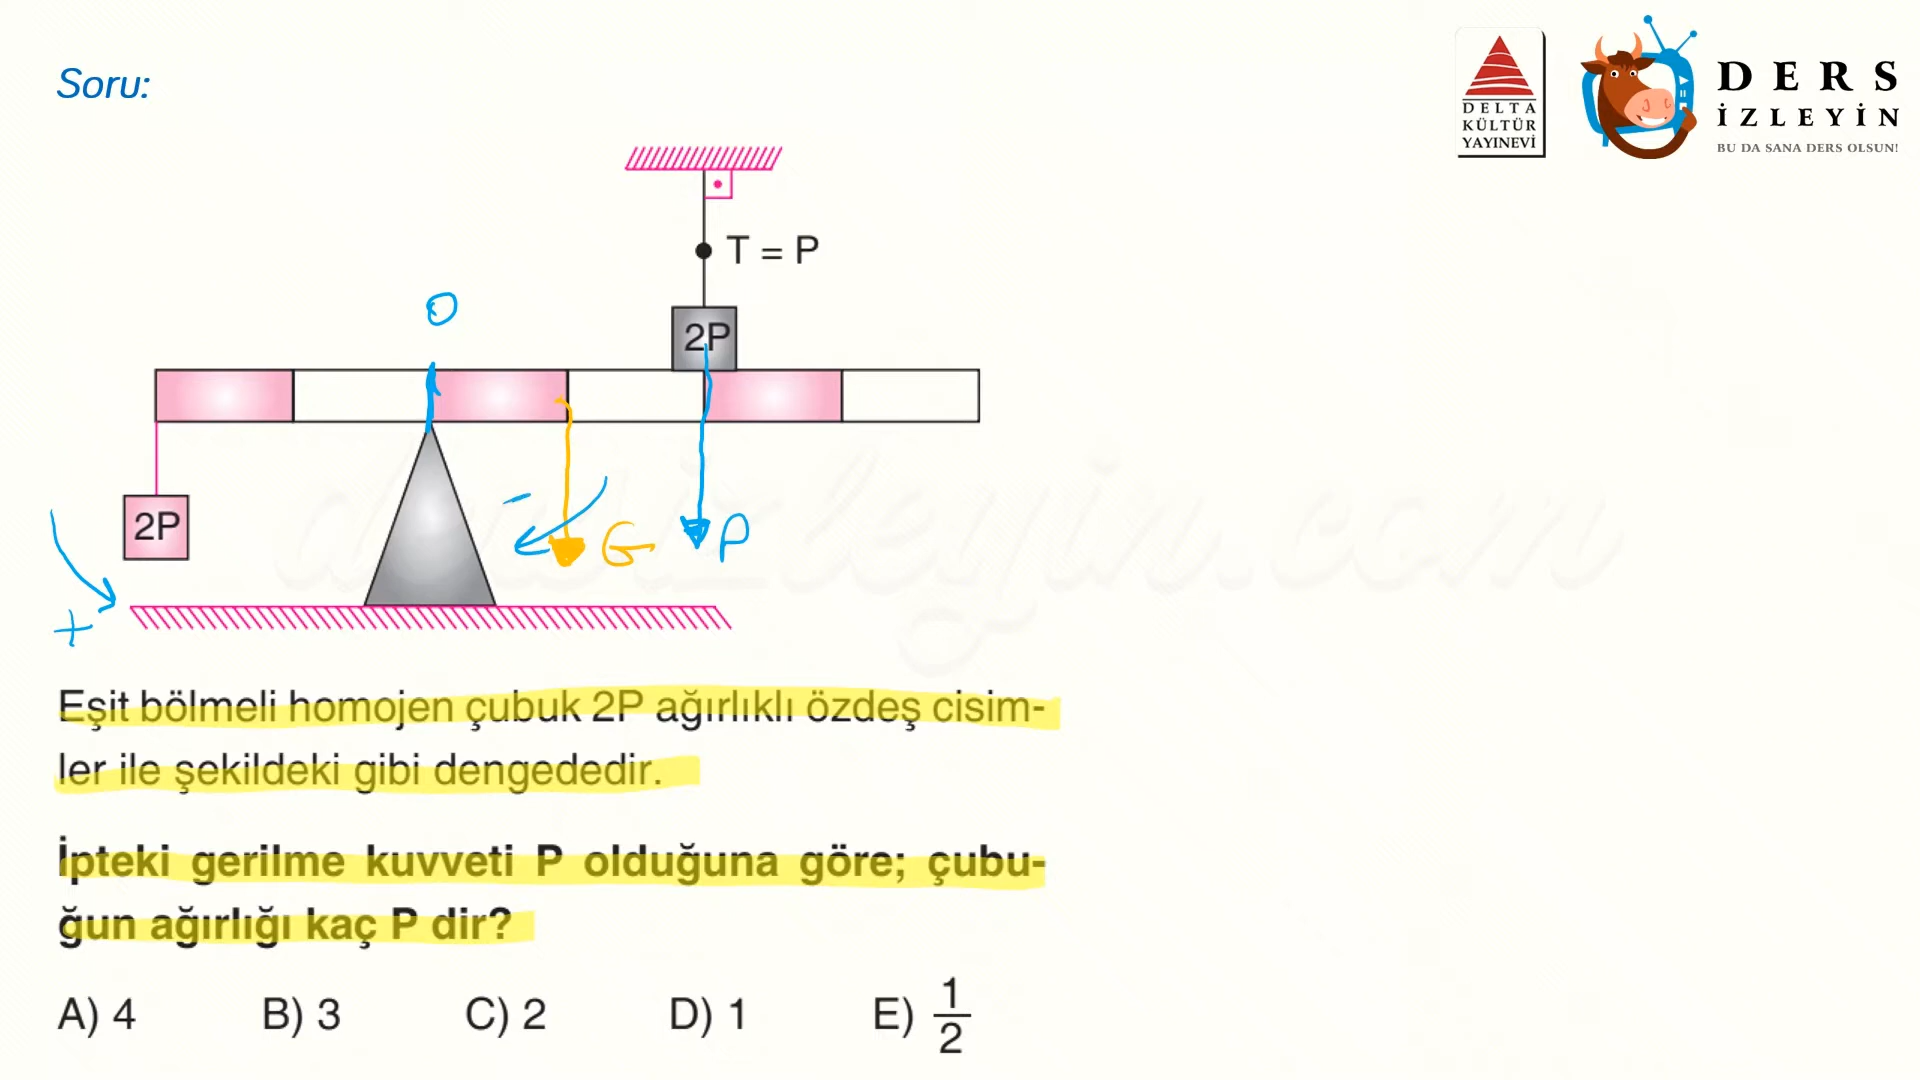 Soru:
DELTA
KÜLTÜR
YAYINEVİ
DERS
İZLEYİN
BU DA SANA DERS OLSUN!
T = P
O
2P
2P
-
G
P
+
dersizleyin.com
Eşit bölmeli homojen çubuk 2P ağırlıklı özdeş cisim-
ler ile şekildeki gibi dengededir.
İpteki gerilme kuvveti P olduğuna göre; çubu-
ğun ağırlığı kaç P dir?
A) 4 B) 3 C) 2 D) 1 E) 1/2